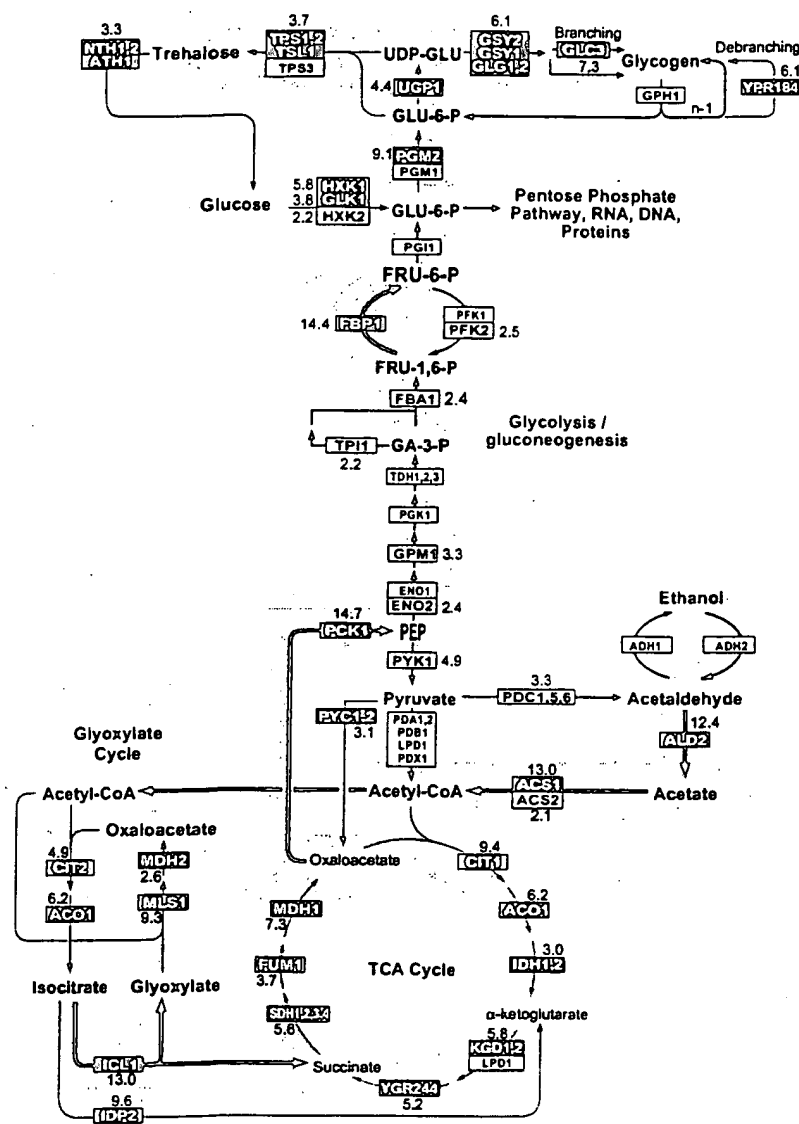 3.3
NTH1,2
ATH1
Trehalose
3.7
TPS1,2
TSL1
TPS3
UDP-GLU
6.1
GSY2
GSY1
GLG1,2
Branching
GLC3
7.3
Glycogen
Debranching
6.1
YPR184
GPH1
n-1
4.4
UGP1
GLU-6-P
9.1
PGM2
PGM1
Glucose
5.8
HXK1
3.8
GLK1
2.2
HXK2
GLU-6-P
Pentose Phosphate
Pathway, RNA, DNA,
Proteins
PGI1
FRU-6-P
14.4
FBP1
PFK1
PFK2
2.5
FRU-1,6-P
FBA1
2.4
Glycolysis /
gluconeogenesis
TPI1
2.2
GA-3-P
TDH1,2,3
PGK1
GPM1
3.3
ENO1
ENO2
2.4
14.7
PCK1
PEP
PYK1
4.9
Ethanol
ADH1
ADH2
Pyruvate
3.3
PDC1,5,6
Acetaldehyde
PYC1,2
3.1
PDA1,2
PDB1
LPD1
PDX1
12.4
ALD2
Glyoxylate
Cycle
Acetyl-CoA
Acetyl-CoA
13.0
ACS1
ACS2
2.1
Acetate
Oxaloacetate
4.9
CIT2
MDH2
2.6
6.2
ACO1
MLS1
9.3
Isocitrate
Glyoxylate
Oxaloacetate
9.4
CIT1
6.2
ACO1
MDH1
7.3
3.0
IDH1,2
FUM1
3.7
TCA Cycle
α-ketoglutarate
SDH1,2,3,4
5.6
5.8
KGD1,2
LPD1
Succinate
YGR244
5.2
ICL1
13.0
9.6
IDP2